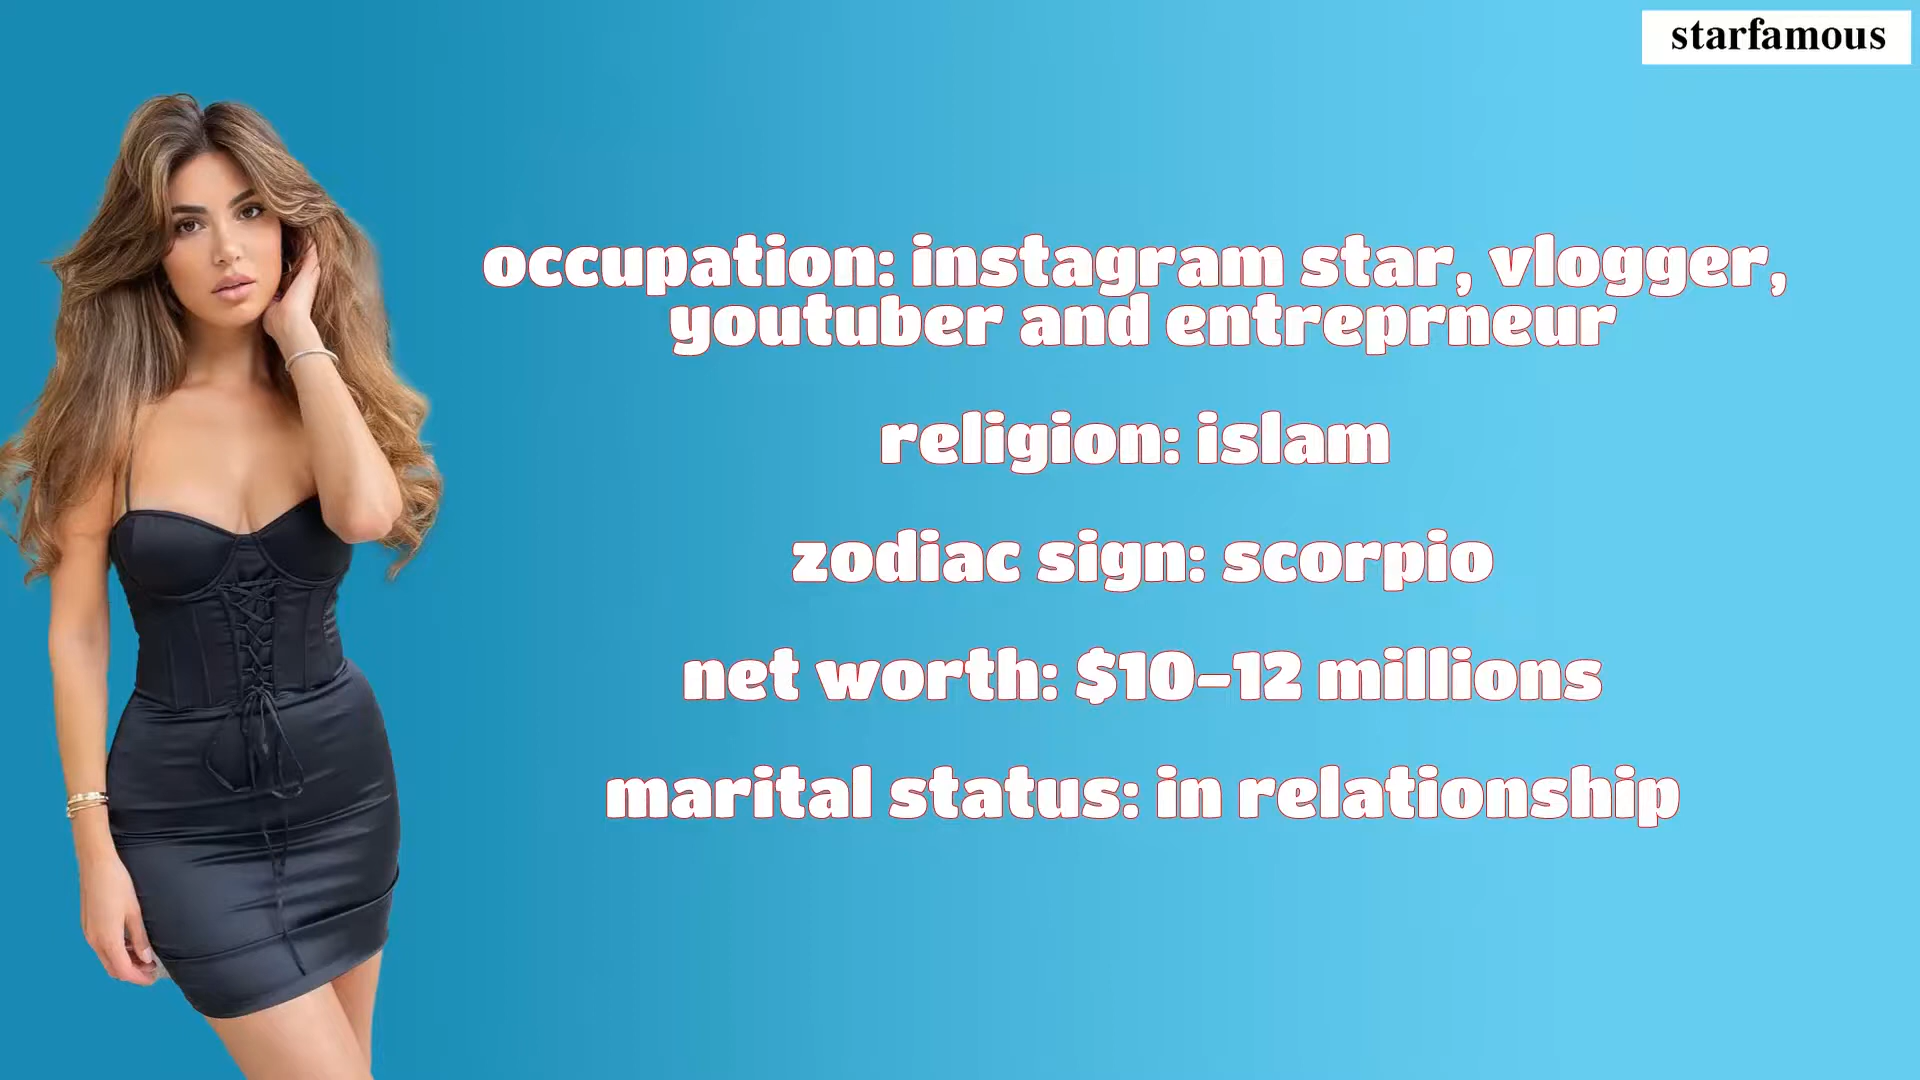 starfamous
occupation: instagram star, vlogger,
youtuber and entreprneur
religion: islam
zodiac sign: scorpio
net worth: $10-12 millions
marital status: in relationship